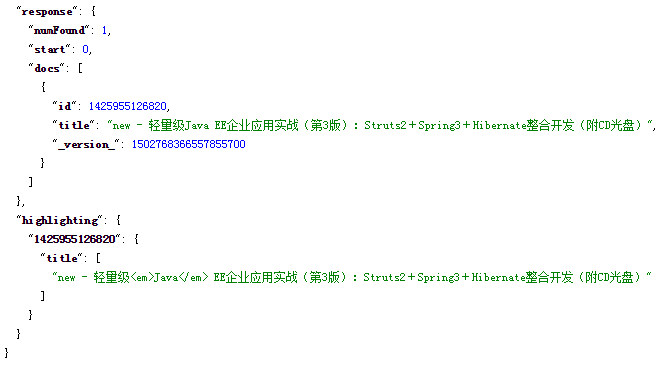 "response": {
"numFound": 1,
"start": 0,
"docs": [
{
"id": 1425955126820,
"title": "new - 轻量级Java EE企业应用实战（第3版）：Struts2＋Spring3＋Hibernate整合开发（附CD光盘）",
"_version_": 1502768366557855700
}
]
},
"highlighting": {
"1425955126820": {
"title": [
"new - 轻量级<em>Java</em> EE企业应用实战（第3版）：Struts2＋Spring3＋Hibernate整合开发（附CD光盘）"
]
}
}
}